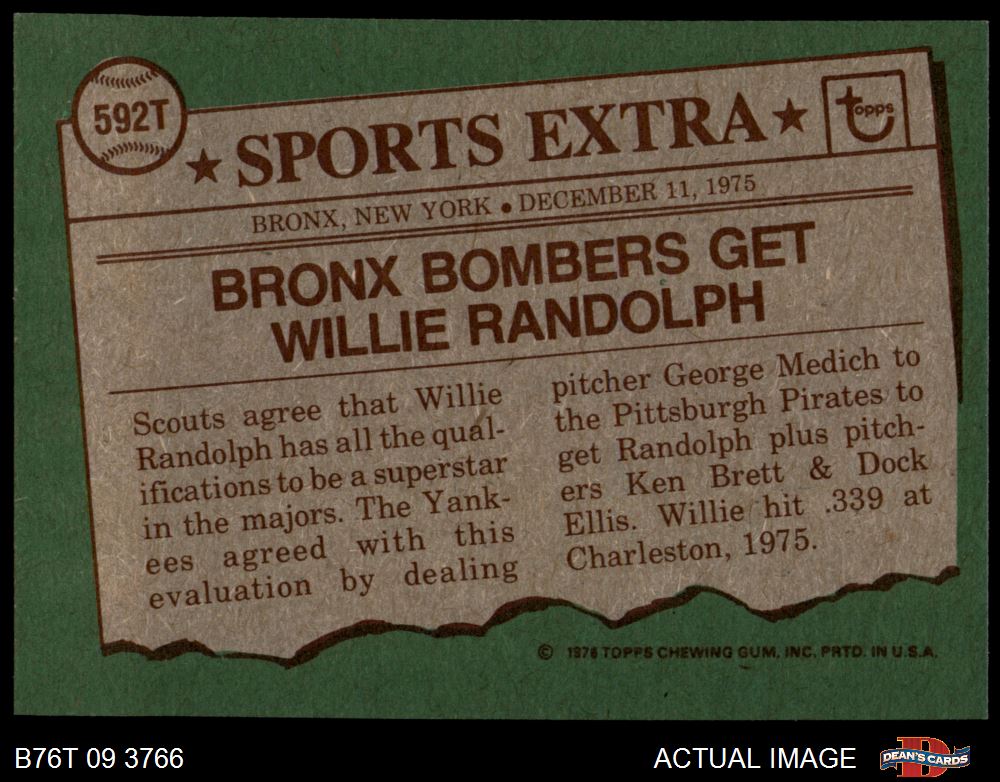 592T
★ SPORTS EXTRA ★
topps
BRONX, NEW YORK • DECEMBER 11, 1975
BRONX BOMBERS GET
WILLIE RANDOLPH
Scouts agree that Willie
Randolph has all the qual-
ifications to be a superstar
in the majors. The Yank-
ees agreed with this
evaluation by dealing
pitcher George Medich to
the Pittsburgh Pirates to
get Randolph plus pitch-
ers Ken Brett & Dock
Ellis. Willie hit .339 at
Charleston, 1975.
© 1976 TOPPS CHEWING GUM, INC. PRTD. IN U.S.A.
B76T 09 3766
ACTUAL IMAGE
DEAN'S CARDS